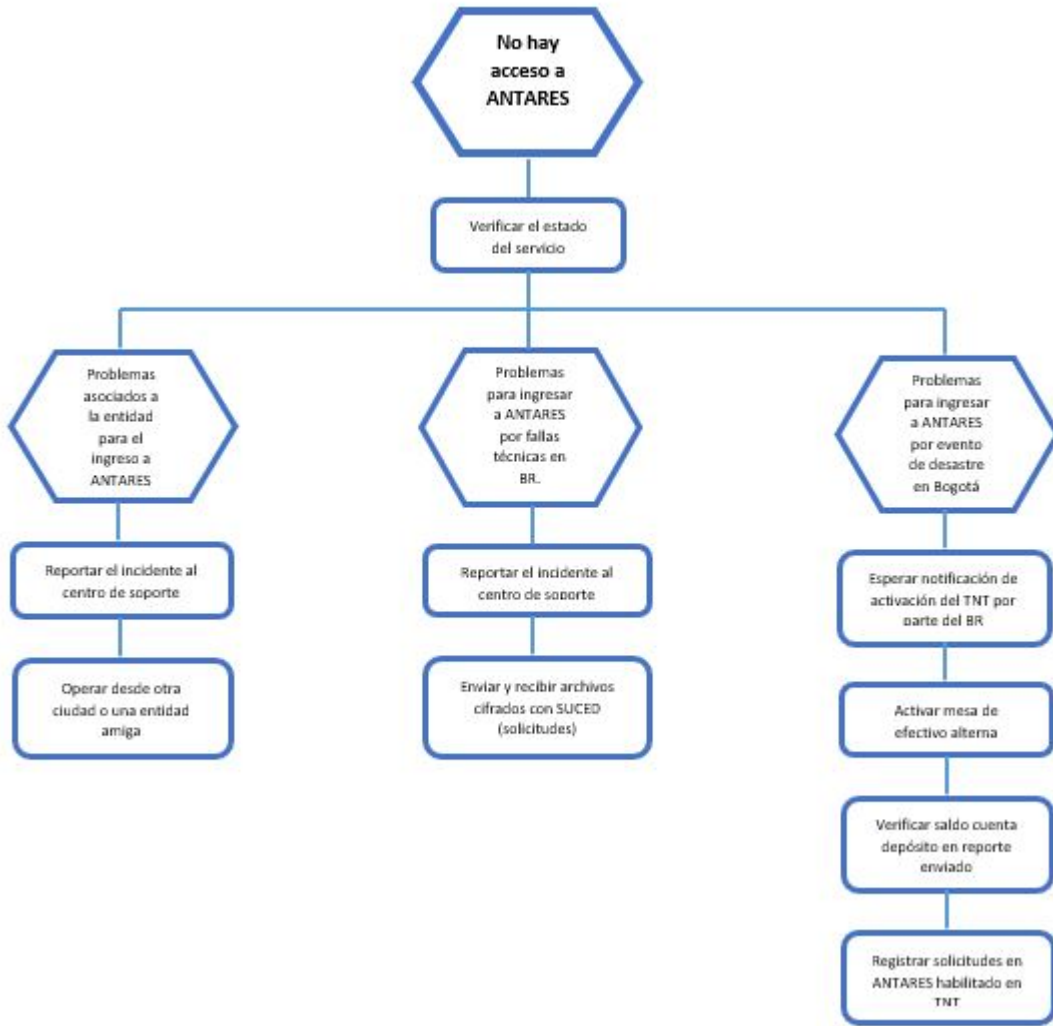 No hay
acceso a
ANTARES
Verificar el estado
del servicio
Problemas
asociados a
la entidad
para el
ingreso a
ANTARES
Reportar el incidente al
centro de soporte
Operar desde otra
ciudad o una entidad
amiga
Problemas
para ingresar
a ANTARES
por fallas
técnicas en
BR.
Reportar el incidente al
centro de soporte
Enviar y recibir archivos
cifrados con SUCED
(solicitudes)
Problemas
para ingresar
a ANTARES
por evento
de desastre
en Bogotá
Esperar notificación de
activación del TNT por
parte del BR
Activar mesa de
efectivo alterna
Verificar saldo cuenta
depósito en reporte
enviado
Registrar solicitudes en
ANTARES habilitado en
TNT